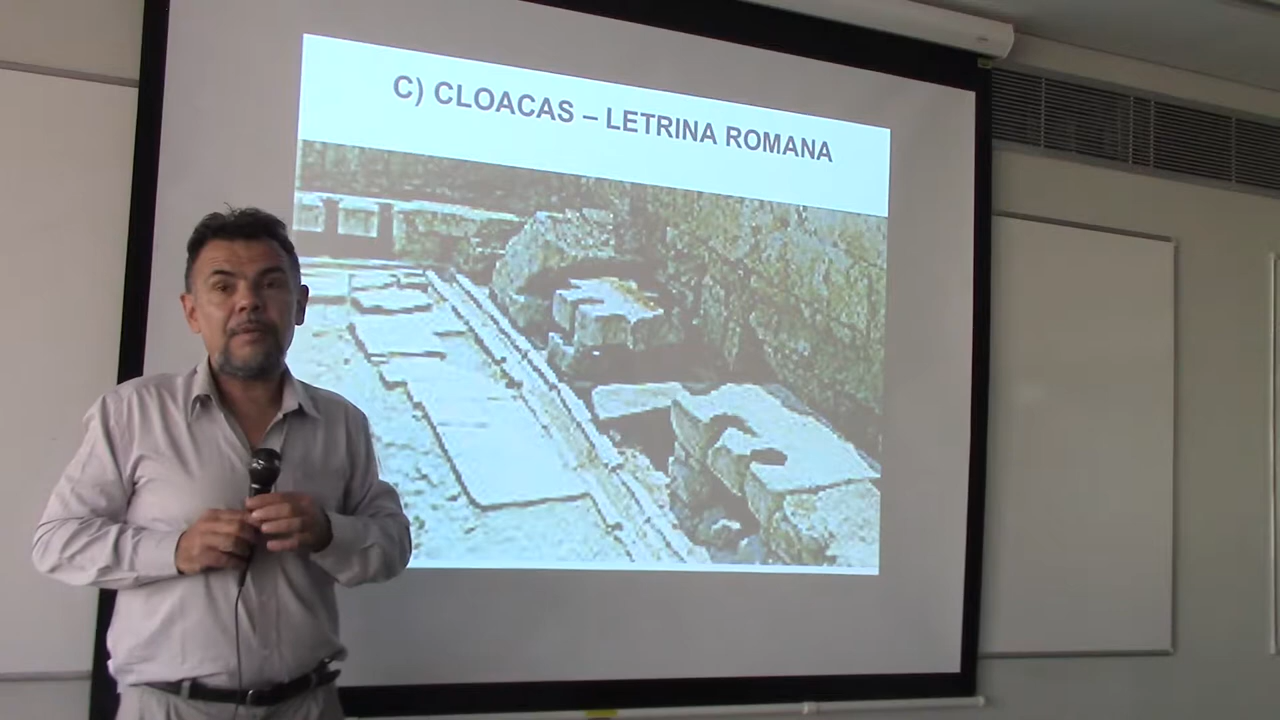 C) CLOACAS – LETRINA ROMANA